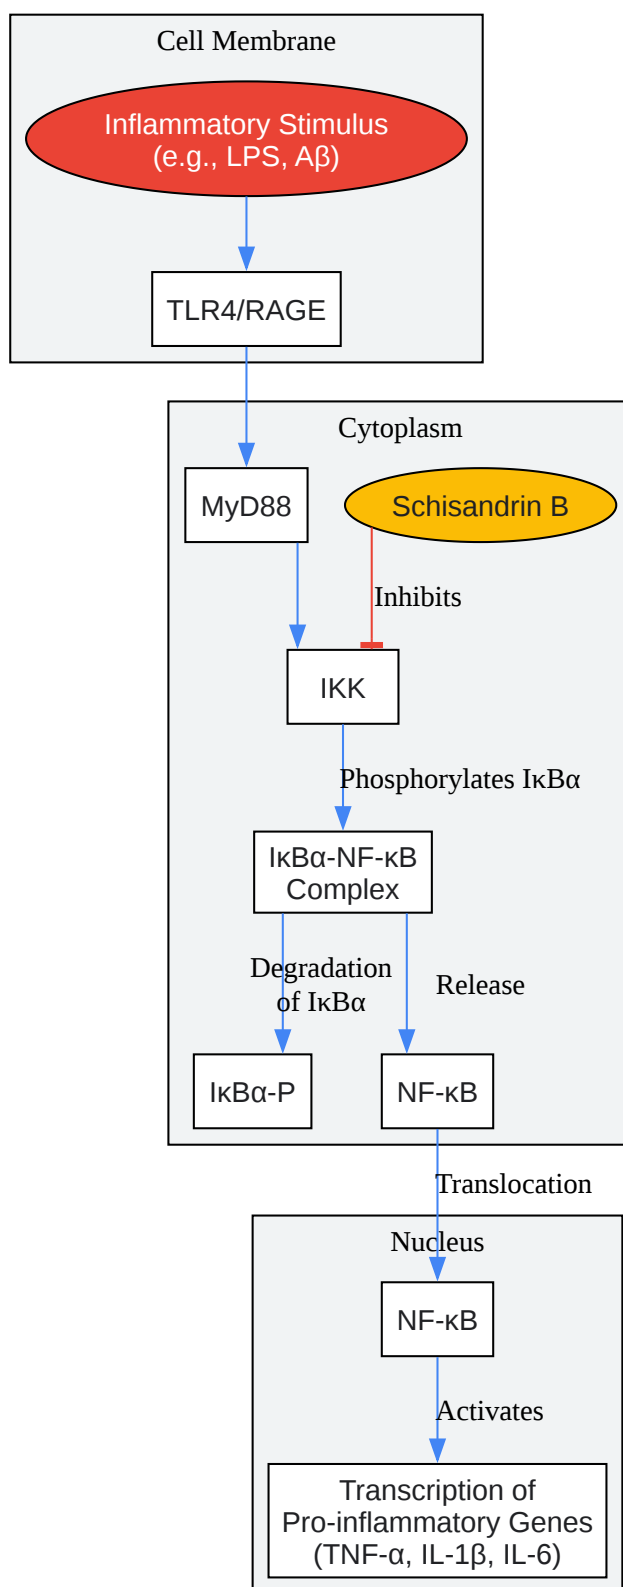 Cell Membrane
Inflammatory Stimulus
(e.g., LPS, Aβ)
TLR4/RAGE
Cytoplasm
MyD88
Schisandrin B
Inhibits
IKK
Phosphorylates IκBα
IκBα-NF-κB
Complex
Degradation
of IκBα
Release
IκBα-P
NF-κB
Translocation
Nucleus
NF-κB
Activates
Transcription of
Pro-inflammatory Genes
(TNF-α, IL-1β, IL-6)